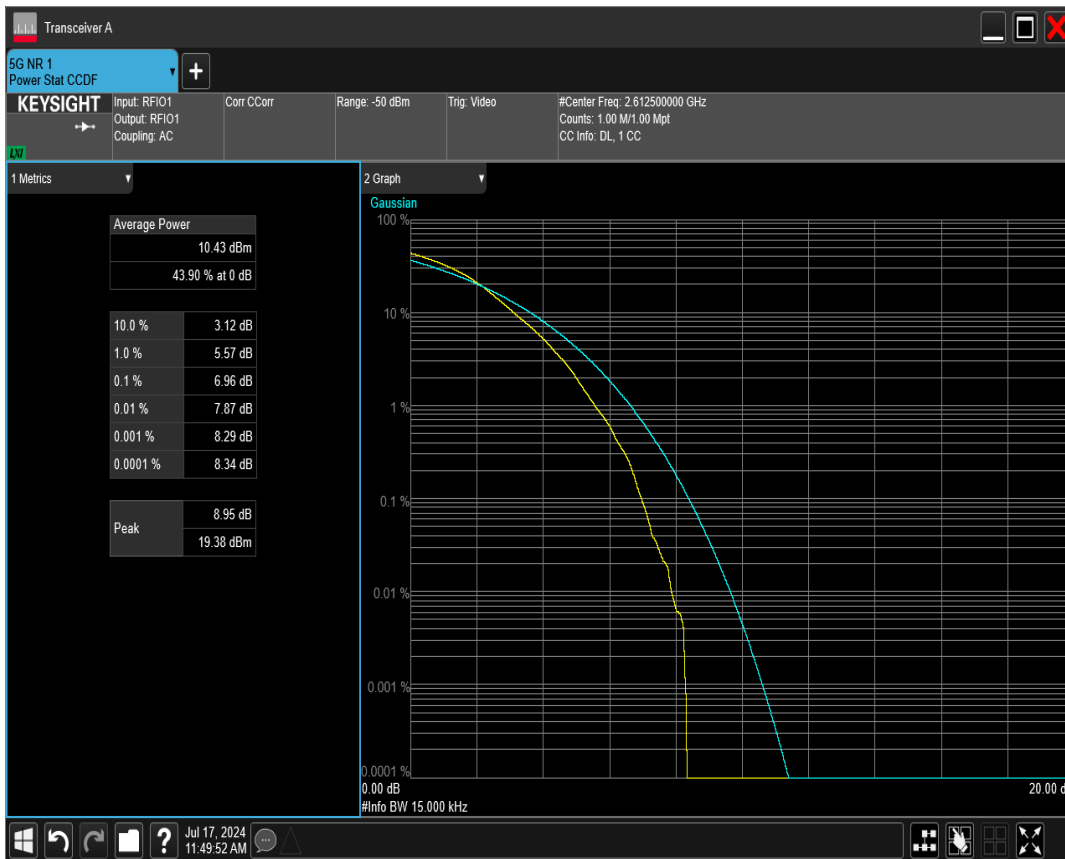 Transceiver A
5G NR 1
Power Stat CCDF
KEYSIGHT
LXI
Input: RFIO1
Output: RFIO1
Coupling: AC
Corr CCorr
Range: -50 dBm
Trig: Video
#Center Freq: 2.612500000 GHz
Counts: 1.00 M/1.00 Mpt
CC Info: DL, 1 CC
1 Metrics
Average Power
10.43 dBm
43.90 % at 0 dB
10.0 % 3.12 dB
1.0 % 5.57 dB
0.1 % 6.96 dB
0.01 % 7.87 dB
0.001 % 8.29 dB
0.0001 % 8.34 dB
Peak
8.95 dB
19.38 dBm
2 Graph
Gaussian
100 %
10 %
1 %
0.1 %
0.01 %
0.001 %
0.0001 %
0.00 dB 20.00 d
#Info BW 15.000 kHz
Jul 17, 2024
11:49:52 AM